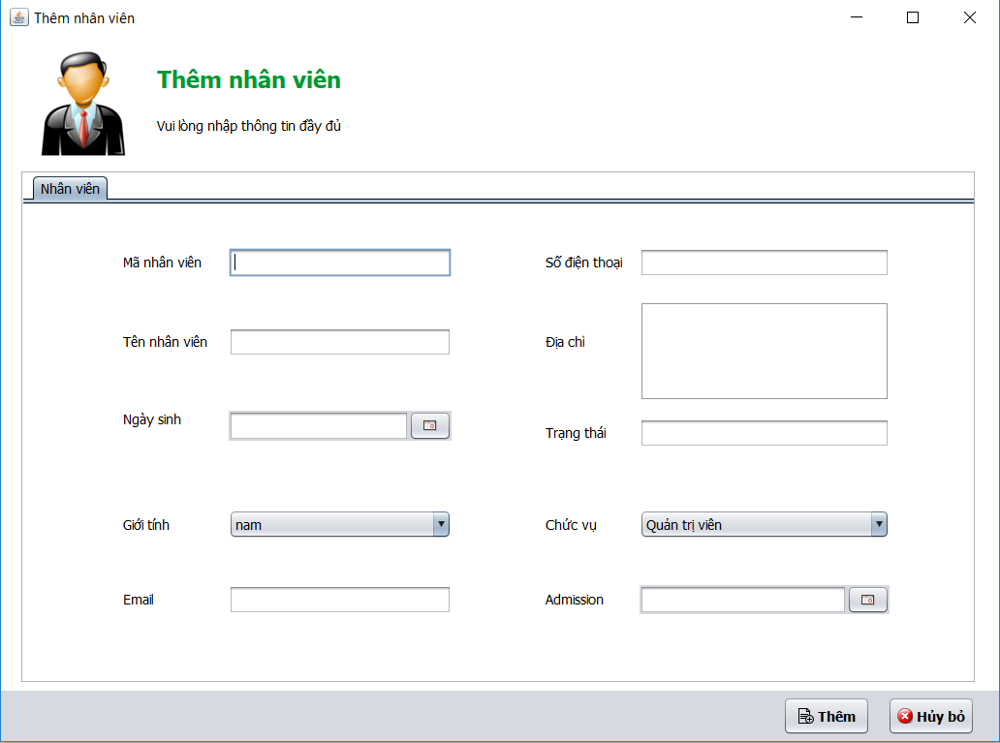 Thêm nhân viên
Thêm nhân viên
Vui lòng nhập thông tin đầy đủ
Nhân viên
Mã nhân viên
Số điện thoại
Tên nhân viên
Địa chỉ
Ngày sinh
Trạng thái
Giới tính
nam
Chức vụ
Quản trị viên
Email
Admission
Thêm
Hủy bỏ